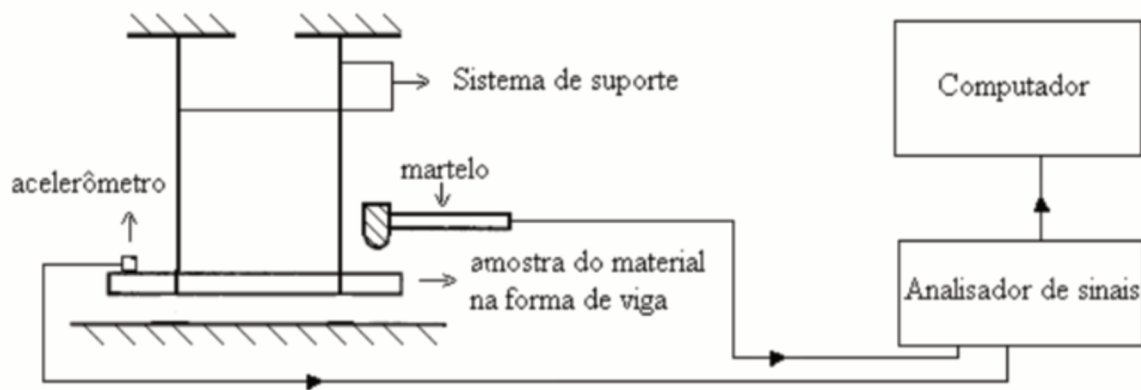 Sistema de suporte
Computador
acelerômetro
martelo
amostra do material
na forma de viga
Analisador de sinais